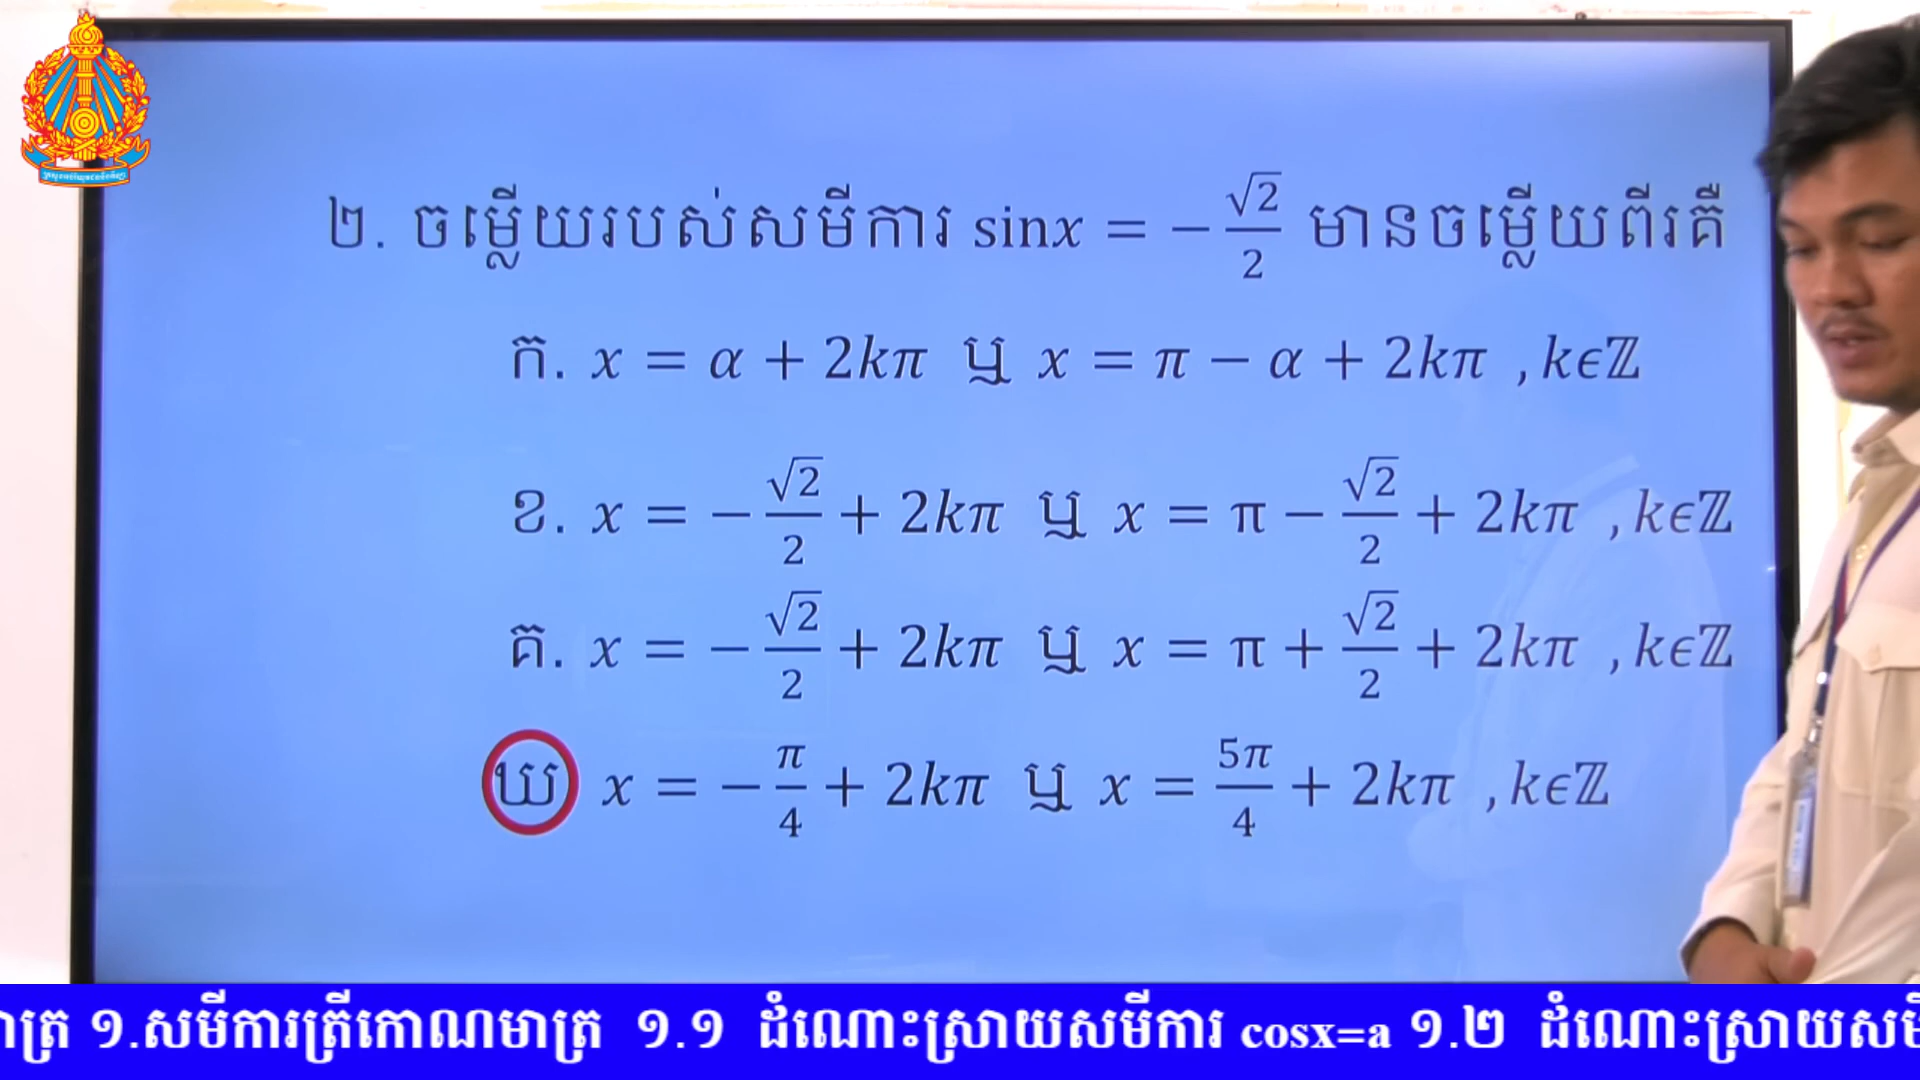 ២. ចម្លើយរបស់សមីការ sinx = −√2/2 មានចម្លើយពីរគឺ
ក. x = α + 2kπ ឬ x = π − α + 2kπ , kϵℤ
ខ. x = −√2/2 + 2kπ ឬ x = π − √2/2 + 2kπ , kϵℤ
គ. x = −√2/2 + 2kπ ឬ x = π + √2/2 + 2kπ , kϵℤ
ឃ x = −π/4 + 2kπ ឬ x = 5π/4 + 2kπ , kϵℤ
១.សមីការត្រីកោណមាត្រ ១.១ ដំណោះស្រាយសមីការ cosx=a ១.២ ដំណោះស្រាយសមី